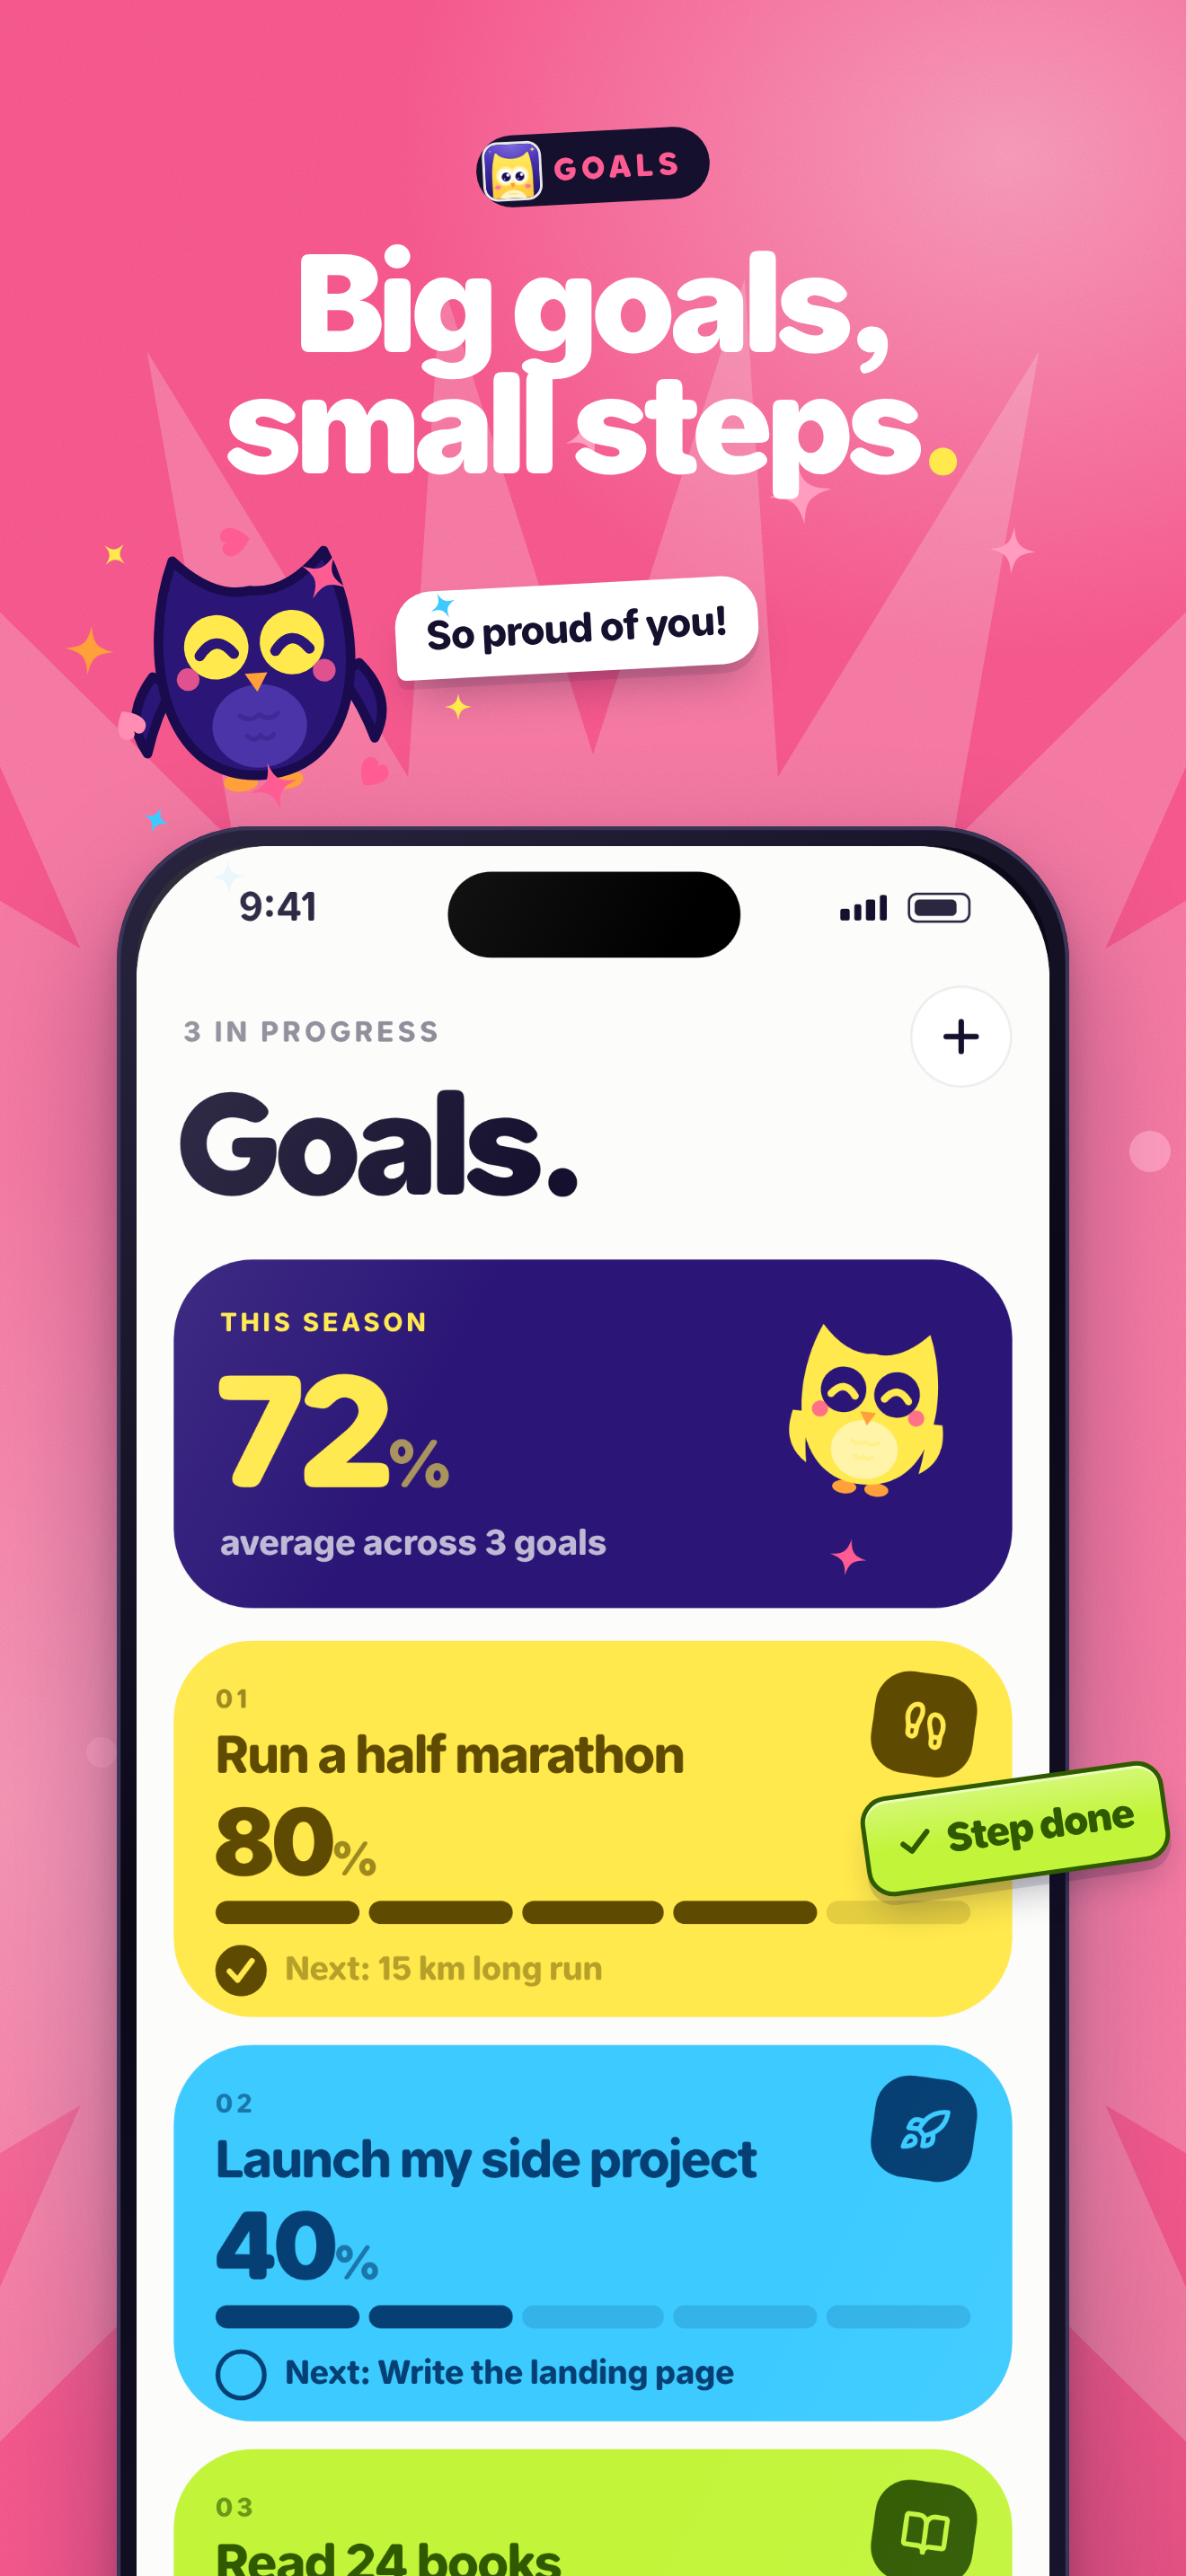 GOALS
Big goals,
small steps.
So proud of you!
9:41
3 IN PROGRESS
Goals.
THIS SEASON
72%
average across 3 goals
01
Run a half marathon
80%
Step done
Next: 15 km long run
02
Launch my side project
40%
Next: Write the landing page
03
Read 24 books